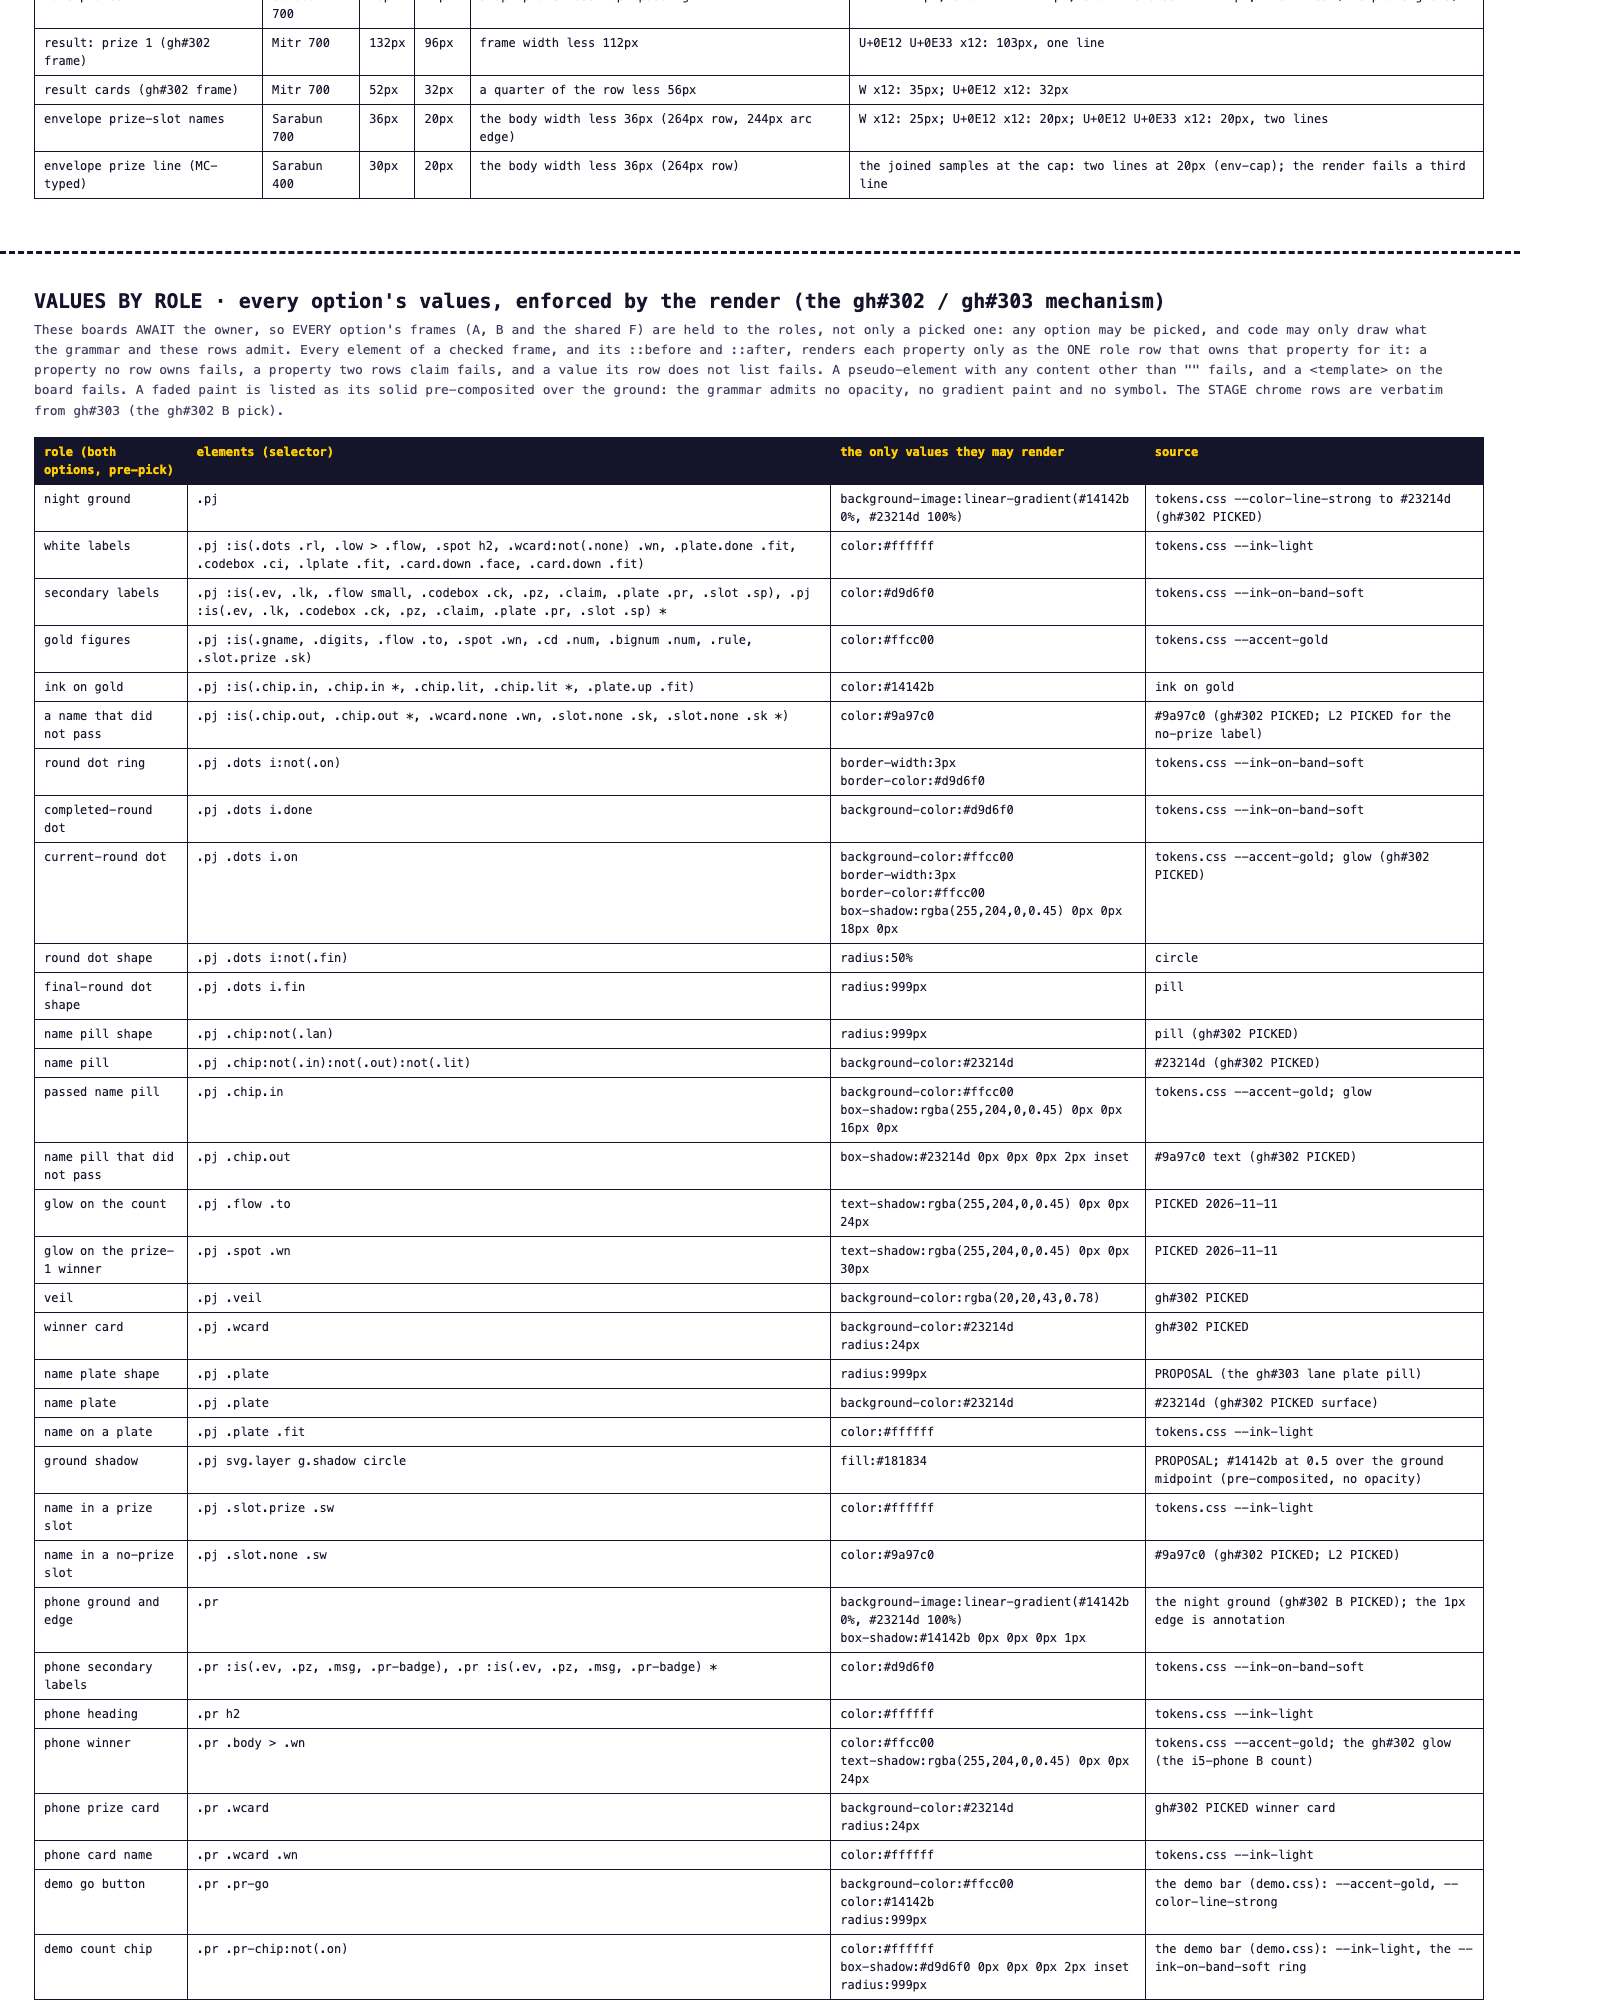 700
result: prize 1 (gh#302 Mitr 700 132px 96px frame width less 112px U+0E12 U+0E33 x12: 103px, one line
frame)
result cards (gh#302 frame) Mitr 700 52px 32px a quarter of the row less 56px W x12: 35px; U+0E12 x12: 32px
envelope prize-slot names Sarabun 36px 20px the body width less 36px (264px row, 244px arc W x12: 25px; U+0E12 x12: 20px; U+0E12 U+0E33 x12: 20px, two lines
700 edge)
envelope prize line (MC- Sarabun 30px 20px the body width less 36px (264px row) the joined samples at the cap: two lines at 20px (env-cap); the render fails a third
typed) 400 line
VALUES BY ROLE · every option's values, enforced by the render (the gh#302 / gh#303 mechanism)
These boards AWAIT the owner, so EVERY option's frames (A, B and the shared F) are held to the roles, not only a picked one: any option may be picked, and code may only draw what
the grammar and these rows admit. Every element of a checked frame, and its ::before and ::after, renders each property only as the ONE role row that owns that property for it: a
property no row owns fails, a property two rows claim fails, and a value its row does not list fails. A pseudo-element with any content other than "" fails, and a <template> on the
board fails. A faded paint is listed as its solid pre-composited over the ground: the grammar admits no opacity, no gradient paint and no symbol. The STAGE chrome rows are verbatim
from gh#303 (the gh#302 B pick).
role (both elements (selector) the only values they may render source
options, pre-pick)
night ground .pj background-image:linear-gradient(#14142b tokens.css --color-line-strong to #23214d
0%, #23214d 100%) (gh#302 PICKED)
white labels .pj :is(.dots .rl, .low > .flow, .spot h2, .wcard:not(.none) .wn, .plate.done .fit, color:#ffffff tokens.css --ink-light
.codebox .ci, .lplate .fit, .card.down .face, .card.down .fit)
secondary labels .pj :is(.ev, .lk, .flow small, .codebox .ck, .pz, .claim, .plate .pr, .slot .sp), .pj color:#d9d6f0 tokens.css --ink-on-band-soft
:is(.ev, .lk, .codebox .ck, .pz, .claim, .plate .pr, .slot .sp) *
gold figures .pj :is(.gname, .digits, .flow .to, .spot .wn, .cd .num, .bignum .num, .rule, color:#ffcc00 tokens.css --accent-gold
.slot.prize .sk)
ink on gold .pj :is(.chip.in, .chip.in *, .chip.lit, .chip.lit *, .plate.up .fit) color:#14142b ink on gold
a name that did .pj :is(.chip.out, .chip.out *, .wcard.none .wn, .slot.none .sk, .slot.none .sk *) color:#9a97c0 #9a97c0 (gh#302 PICKED; L2 PICKED for the
not pass no-prize label)
round dot ring .pj .dots i:not(.on) border-width:3px tokens.css --ink-on-band-soft
border-color:#d9d6f0
completed-round .pj .dots i.done background-color:#d9d6f0 tokens.css --ink-on-band-soft
dot
current-round dot .pj .dots i.on background-color:#ffcc00 tokens.css --accent-gold; glow (gh#302
border-width:3px PICKED)
border-color:#ffcc00
box-shadow:rgba(255,204,0,0.45) 0px 0px
18px 0px
round dot shape .pj .dots i:not(.fin) radius:50% circle
final-round dot .pj .dots i.fin radius:999px pill
shape
name pill shape .pj .chip:not(.lan) radius:999px pill (gh#302 PICKED)
name pill .pj .chip:not(.in):not(.out):not(.lit) background-color:#23214d #23214d (gh#302 PICKED)
passed name pill .pj .chip.in background-color:#ffcc00 tokens.css --accent-gold; glow
box-shadow:rgba(255,204,0,0.45) 0px 0px
16px 0px
name pill that did .pj .chip.out box-shadow:#23214d 0px 0px 0px 2px inset #9a97c0 text (gh#302 PICKED)
not pass
glow on the count .pj .flow .to text-shadow:rgba(255,204,0,0.45) 0px 0px PICKED 2026-11-11
24px
glow on the prize- .pj .spot .wn text-shadow:rgba(255,204,0,0.45) 0px 0px PICKED 2026-11-11
1 winner 30px
veil .pj .veil background-color:rgba(20,20,43,0.78) gh#302 PICKED
winner card .pj .wcard background-color:#23214d gh#302 PICKED
radius:24px
name plate shape .pj .plate radius:999px PROPOSAL (the gh#303 lane plate pill)
name plate .pj .plate background-color:#23214d #23214d (gh#302 PICKED surface)
name on a plate .pj .plate .fit color:#ffffff tokens.css --ink-light
ground shadow .pj svg.layer g.shadow circle fill:#181834 PROPOSAL; #14142b at 0.5 over the ground
midpoint (pre-composited, no opacity)
name in a prize .pj .slot.prize .sw color:#ffffff tokens.css --ink-light
slot
name in a no-prize .pj .slot.none .sw color:#9a97c0 #9a97c0 (gh#302 PICKED; L2 PICKED)
slot
phone ground and .pr background-image:linear-gradient(#14142b the night ground (gh#302 B PICKED); the 1px
edge 0%, #23214d 100%) edge is annotation
box-shadow:#14142b 0px 0px 0px 1px
phone secondary .pr :is(.ev, .pz, .msg, .pr-badge), .pr :is(.ev, .pz, .msg, .pr-badge) * color:#d9d6f0 tokens.css --ink-on-band-soft
labels
phone heading .pr h2 color:#ffffff tokens.css --ink-light
phone winner .pr .body > .wn color:#ffcc00 tokens.css --accent-gold; the gh#302 glow
text-shadow:rgba(255,204,0,0.45) 0px 0px (the i5-phone B count)
24px
phone prize card .pr .wcard background-color:#23214d gh#302 PICKED winner card
radius:24px
phone card name .pr .wcard .wn color:#ffffff tokens.css --ink-light
demo go button .pr .pr-go background-color:#ffcc00 the demo bar (demo.css): --accent-gold, --
color:#14142b color-line-strong
radius:999px
demo count chip .pr .pr-chip:not(.on) color:#ffffff the demo bar (demo.css): --ink-light, the --
box-shadow:#d9d6f0 0px 0px 0px 2px inset ink-on-band-soft ring
radius:999px